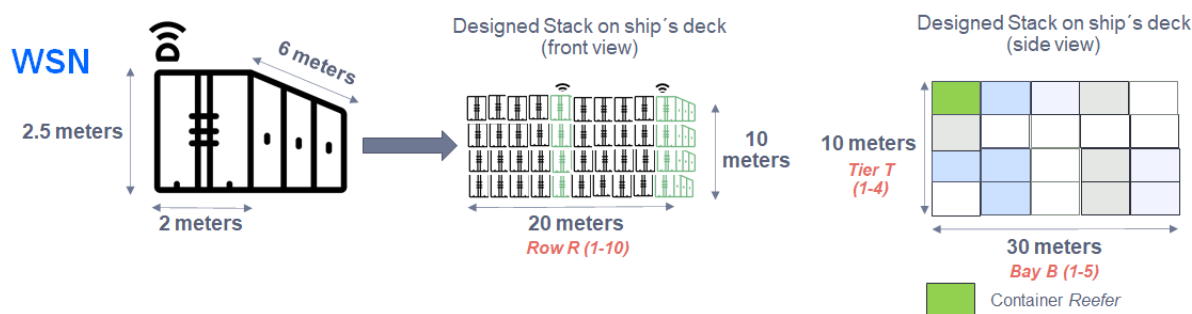 WSN
2.5 meters
6 meters
2 meters
Designed Stack on ship´s deck
(front view)
10
meters
20 meters
Row R (1-10)
Designed Stack on ship´s deck
(side view)
10 meters
Tier T
(1-4)
30 meters
Bay B (1-5)
Container Reefer